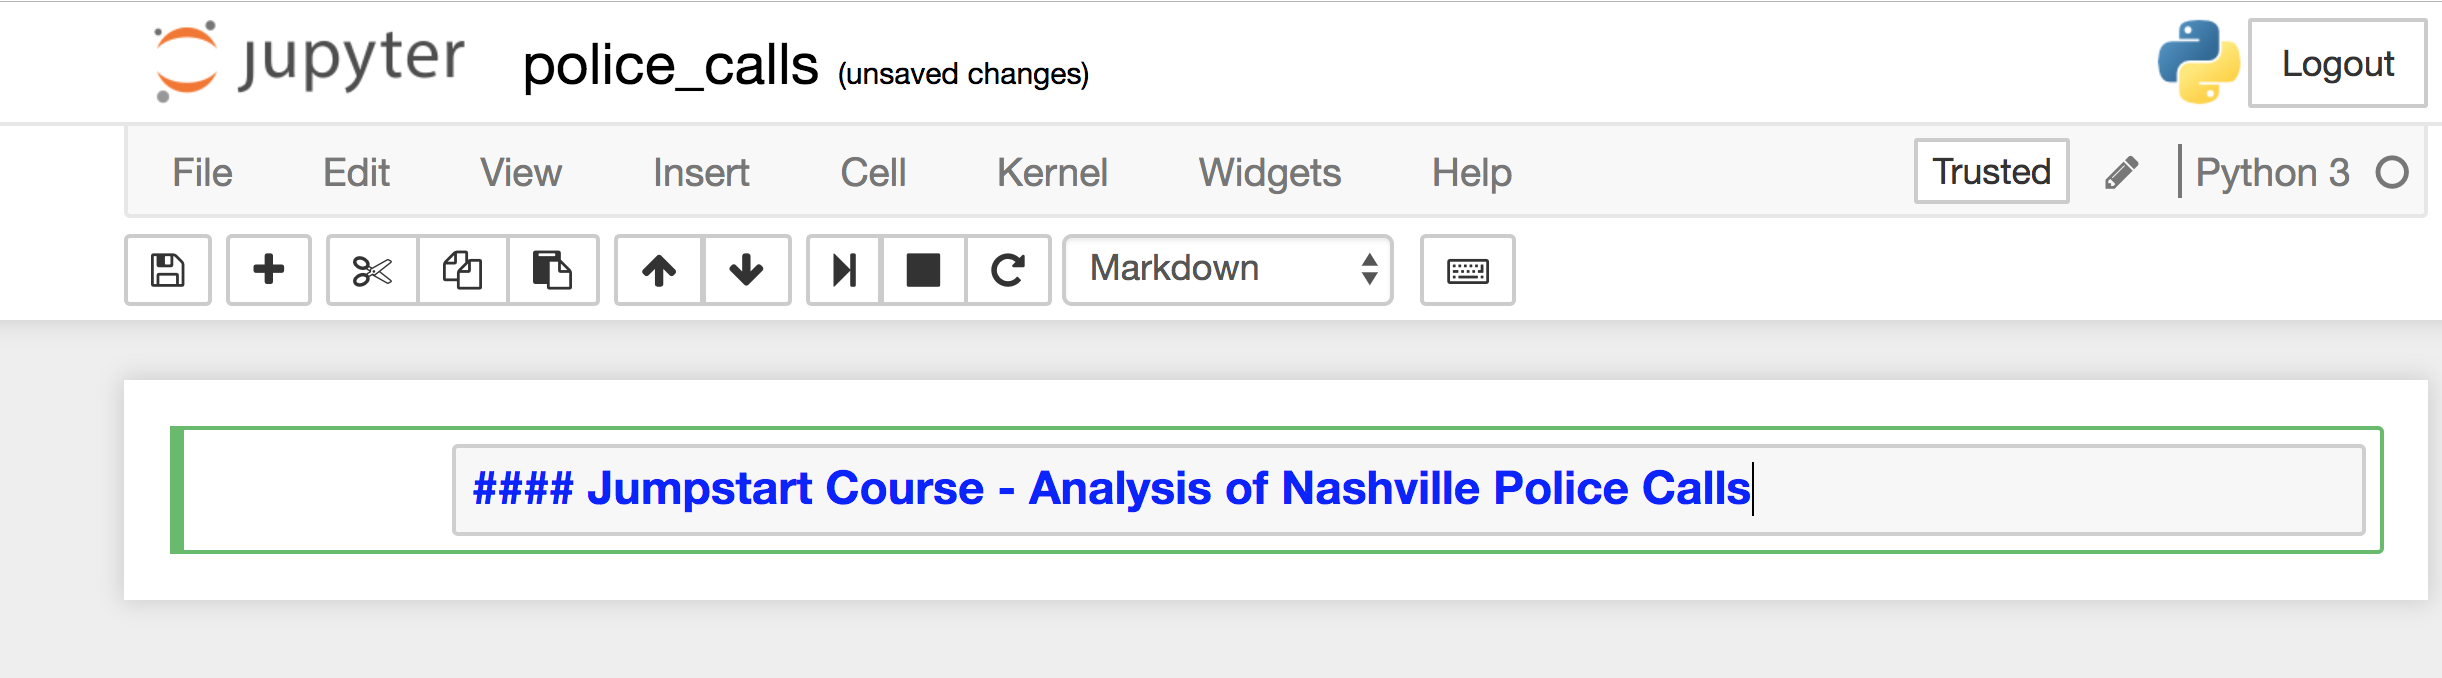 jupyter police_calls (unsaved changes) Logout
File Edit View Insert Cell Kernel Widgets Help Trusted Python 3
Markdown
#### Jumpstart Course - Analysis of Nashville Police Calls